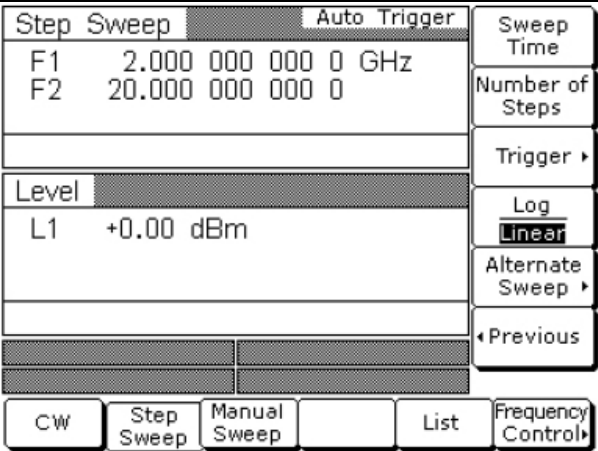 Step Sweep Auto Trigger
F1 2.000 000 000 0 GHz
F2 20.000 000 000 0
Level
L1 +0.00 dBm
Sweep
Time
Number of
Steps
Trigger
Log
Linear
Alternate
Sweep
Previous
CW
Step
Sweep
Manual
Sweep
List
Frequency
Control